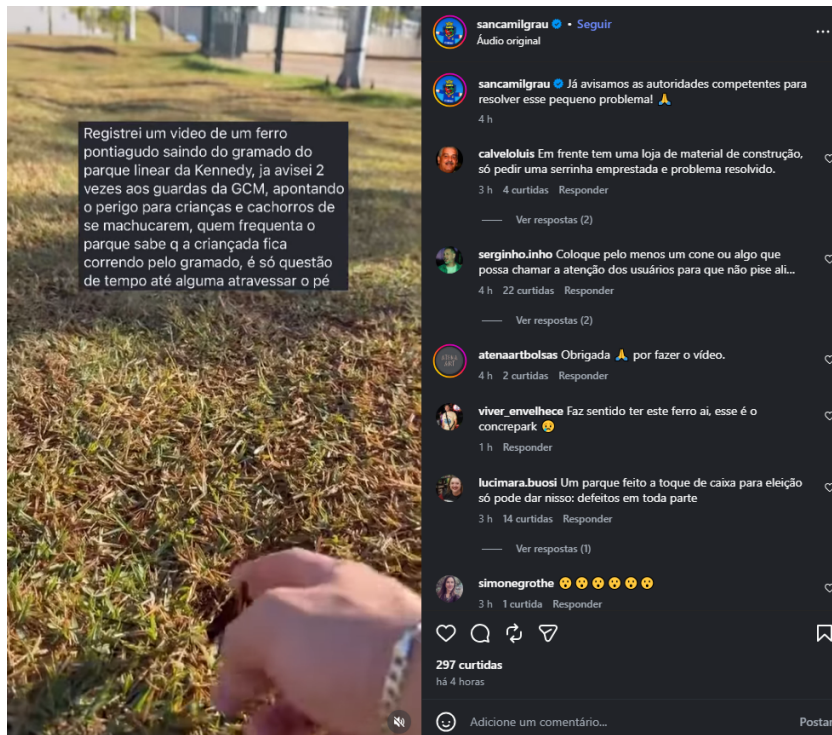 Registrei um video de um ferro
pontiagudo saindo do gramado do
parque linear da Kennedy, ja avisei 2
vezes aos guardas da GCM, apontando
o perigo para crianças e cachorros de
se machucarem, quem frequenta o
parque sabe q a criançada fica
correndo pelo gramado, é só questão
de tempo até alguma atravessar o pé
sancamilgrau • Seguir
Áudio original
sancamilgrau Já avisamos as autoridades competentes para
resolver esse pequeno problema! 🙏
4 h
calveloluis Em frente tem uma loja de material de construção,
só pedir uma serrinha emprestada e problema resolvido.
3 h 4 curtidas Responder
Ver respostas (2)
serginho.inho Coloque pelo menos um cone ou algo que
possa chamar a atenção dos usuários para que não pise ali...
4 h 22 curtidas Responder
Ver respostas (2)
atenaartbolsas Obrigada 🙏 por fazer o vídeo.
4 h 2 curtidas Responder
viver_envelhece Faz sentido ter este ferro ai, esse é o
concrepark 😢
1 h Responder
lucimara.buosi Um parque feito a toque de caixa para eleição
só pode dar nisso: defeitos em toda parte
3 h 14 curtidas Responder
Ver respostas (1)
simonegrothe 😮😮😮😮😮😮
3 h 1 curtida Responder
297 curtidas
há 4 horas
Adicione um comentário... Postar